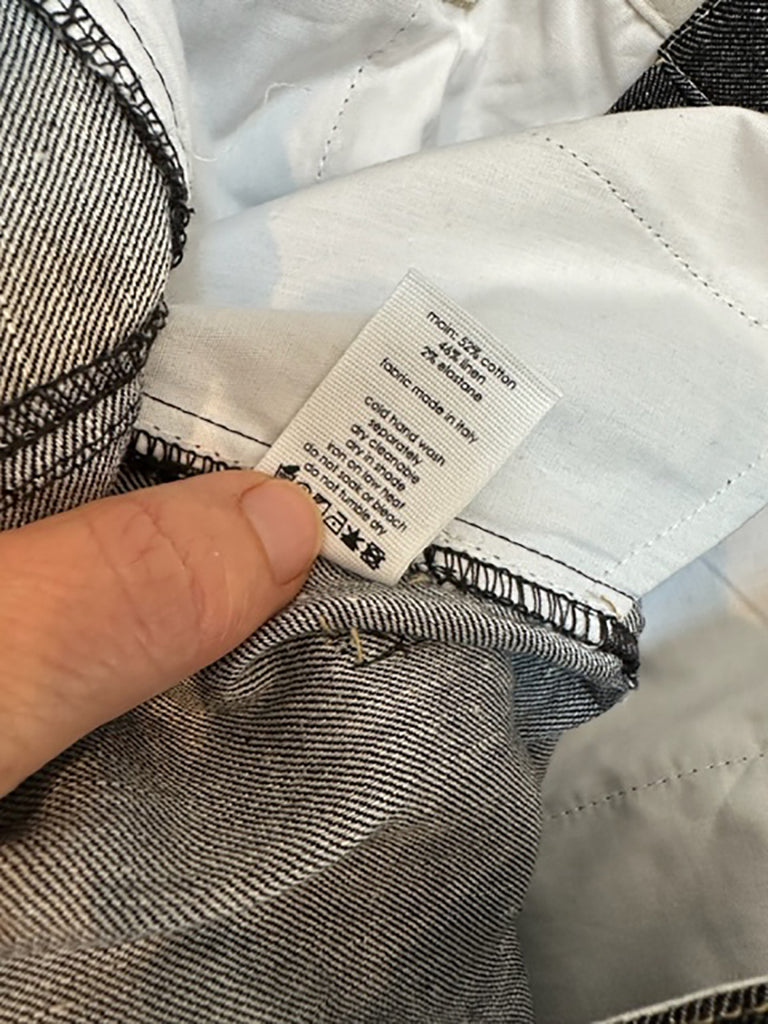 main: 52% cotton
46% linen
2% elastane
fabric made in italy
cold hand wash
separately
dry cleanable
dry in shade
iron on low heat
do not soak or bleach
do not tumble dry